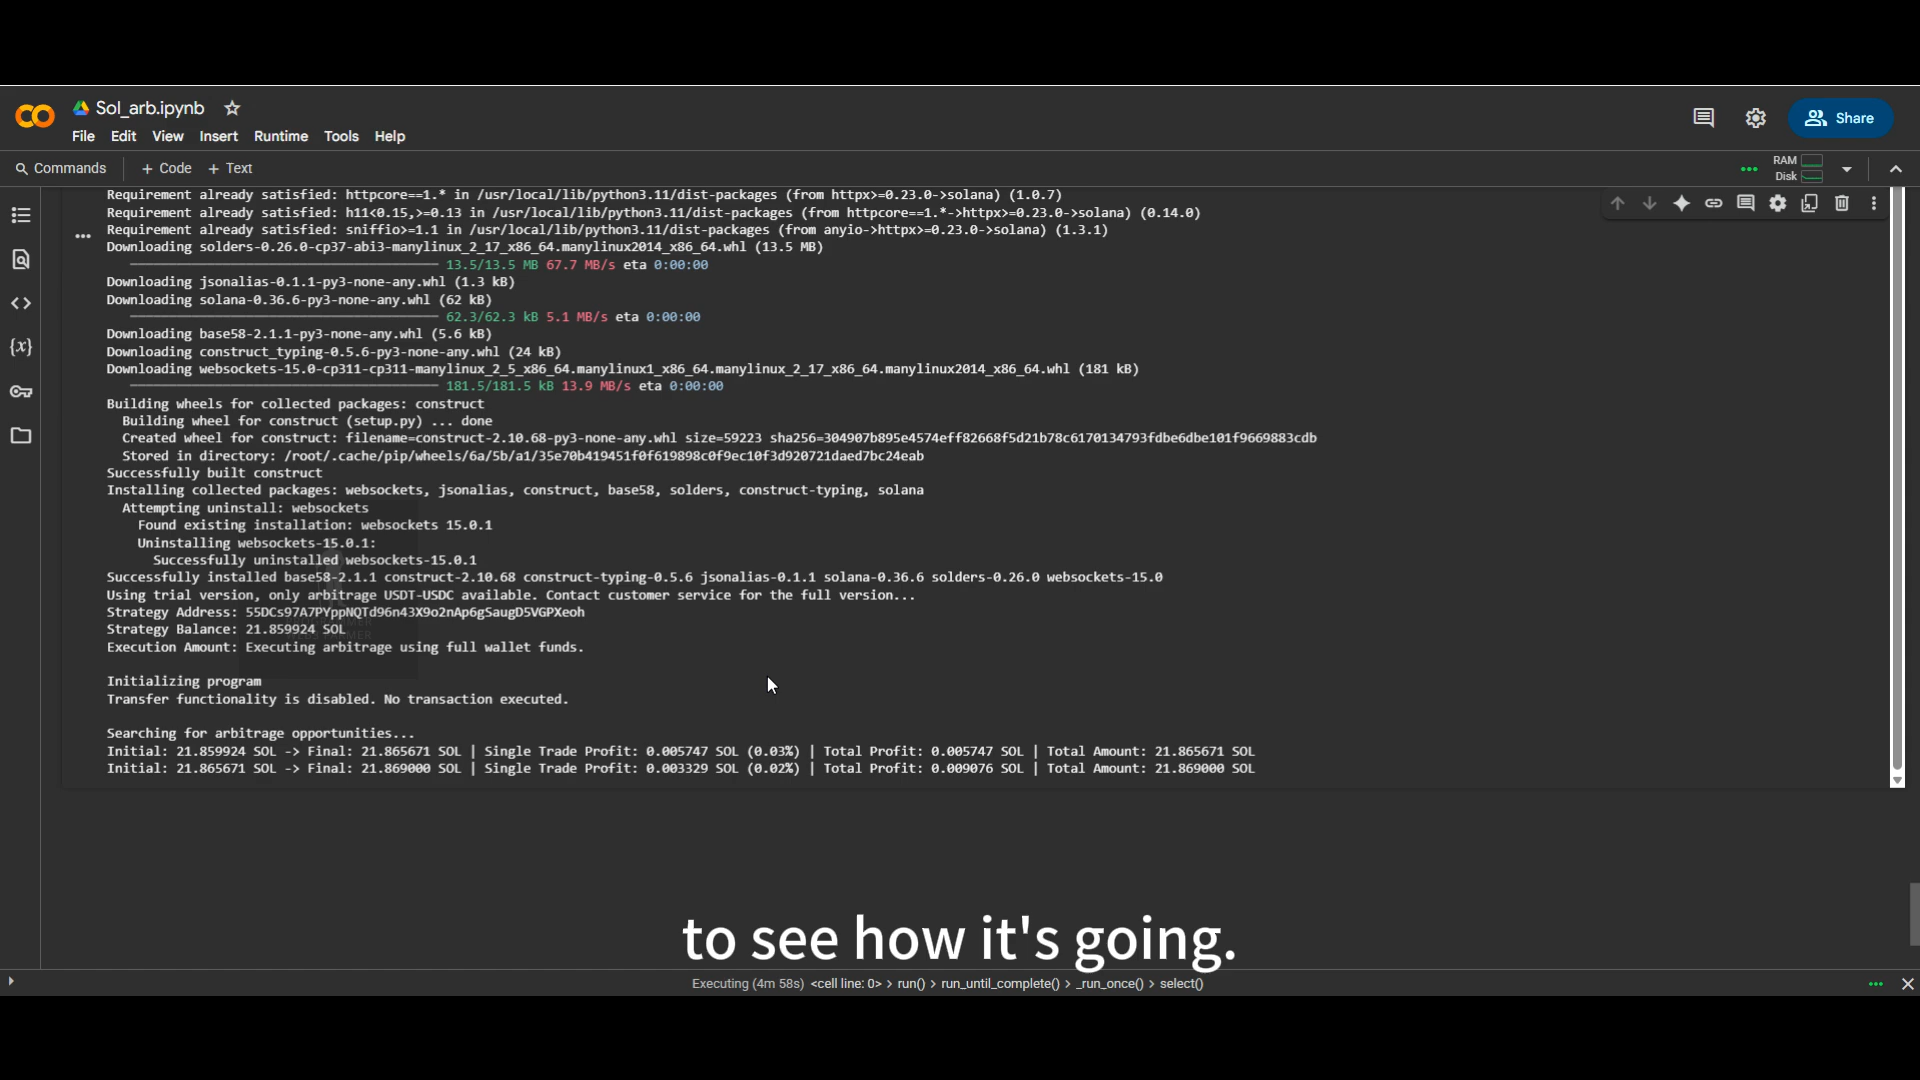 Sol_arb.ipynb
File Edit View Insert Runtime Tools Help
Share
Commands + Code + Text
RAM
Disk
Requirement already satisfied: httpcore==1.* in /usr/local/lib/python3.11/dist-packages (from httpx>=0.23.0->solana) (1.0.7)
Requirement already satisfied: h11<0.15,>=0.13 in /usr/local/lib/python3.11/dist-packages (from httpcore==1.*->httpx>=0.23.0->solana) (0.14.0)
Requirement already satisfied: sniffio>=1.1 in /usr/local/lib/python3.11/dist-packages (from anyio->httpx>=0.23.0->solana) (1.3.1)
Downloading solders-0.26.0-cp37-abi3-manylinux_2_17_x86_64.manylinux2014_x86_64.whl (13.5 MB)
13.5/13.5 MB 67.7 MB/s eta 0:00:00
Downloading jsonalias-0.1.1-py3-none-any.whl (1.3 kB)
Downloading solana-0.36.6-py3-none-any.whl (62 kB)
62.3/62.3 kB 5.1 MB/s eta 0:00:00
Downloading base58-2.1.1-py3-none-any.whl (5.6 kB)
Downloading construct_typing-0.5.6-py3-none-any.whl (24 kB)
Downloading websockets-15.0-cp311-cp311-manylinux_2_5_x86_64.manylinux1_x86_64.manylinux_2_17_x86_64.manylinux2014_x86_64.whl (181 kB)
181.5/181.5 kB 13.9 MB/s eta 0:00:00
Building wheels for collected packages: construct
Building wheel for construct (setup.py) ... done
Created wheel for construct: filename=construct-2.10.68-py3-none-any.whl size=59223 sha256=304907b895e4574eff82668f5d21b78c6170134793fdbe6dbe101f9669883cdb
Stored in directory: /root/.cache/pip/wheels/6a/5b/a1/35e70b419451f0f619898c0f9ec10f3d920721daed7bc24eab
Successfully built construct
Installing collected packages: websockets, jsonalias, construct, base58, solders, construct-typing, solana
Attempting uninstall: websockets
Found existing installation: websockets 15.0.1
Uninstalling websockets-15.0.1:
Successfully uninstalled websockets-15.0.1
Successfully installed base58-2.1.1 construct-2.10.68 construct-typing-0.5.6 jsonalias-0.1.1 solana-0.36.6 solders-0.26.0 websockets-15.0
Using trial version, only arbitrage USDT-USDC available. Contact customer service for the full version...
Strategy Address: 55DCs97A7PYppNQTd96n43X9o2nAp6gSaugD5VGPXeoh
Strategy Balance: 21.859924 SOL
Execution Amount: Executing arbitrage using full wallet funds.
Initializing program
Transfer functionality is disabled. No transaction executed.
Searching for arbitrage opportunities...
Initial: 21.859924 SOL -> Final: 21.865671 SOL | Single Trade Profit: 0.005747 SOL (0.03%) | Total Profit: 0.005747 SOL | Total Amount: 21.865671 SOL
Initial: 21.865671 SOL -> Final: 21.869000 SOL | Single Trade Profit: 0.003329 SOL (0.02%) | Total Profit: 0.009076 SOL | Total Amount: 21.869000 SOL
to see how it's going.
Executing (4m 58s) <cell line: 0> > run() > run_until_complete() > _run_once() > select()